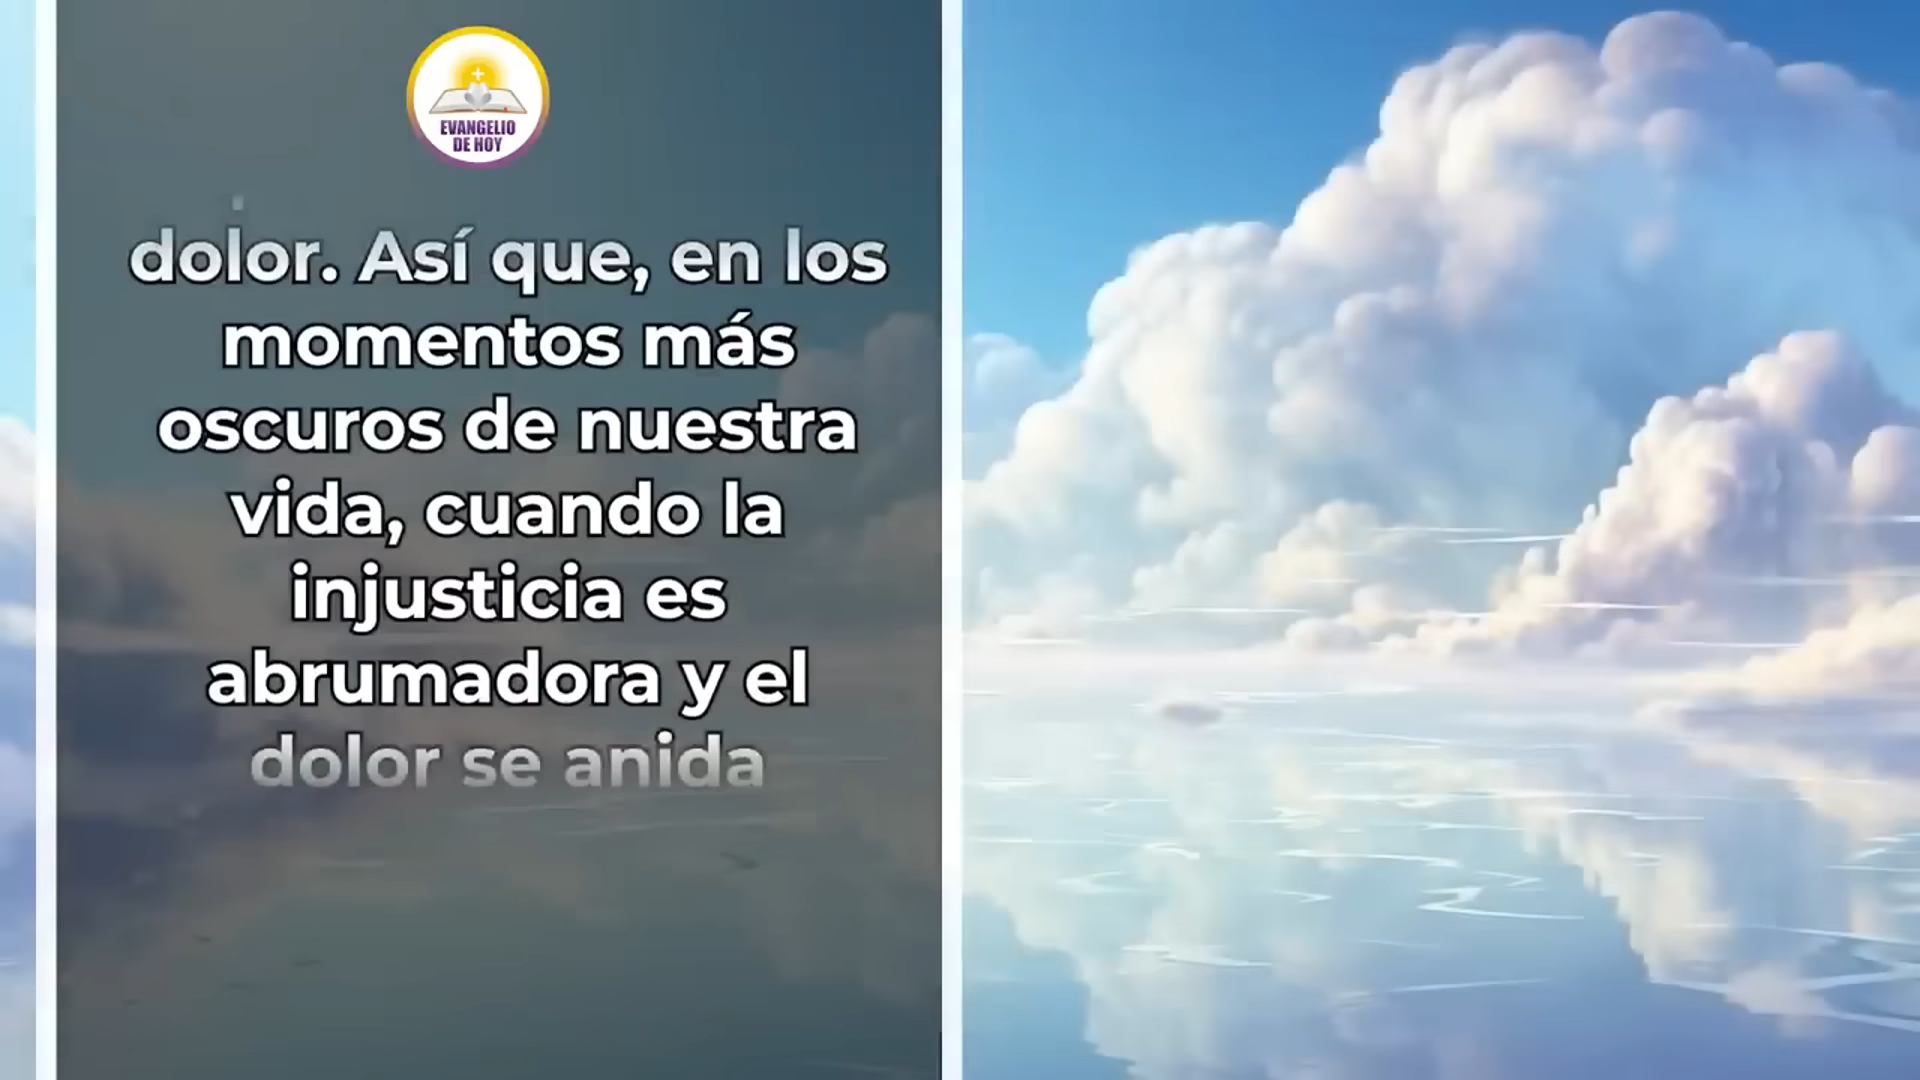 EVANGELIO
DE HOY
dolor. Así que, en los
momentos más
oscuros de nuestra
vida, cuando la
injusticia es
abrumadora y el
dolor se anida